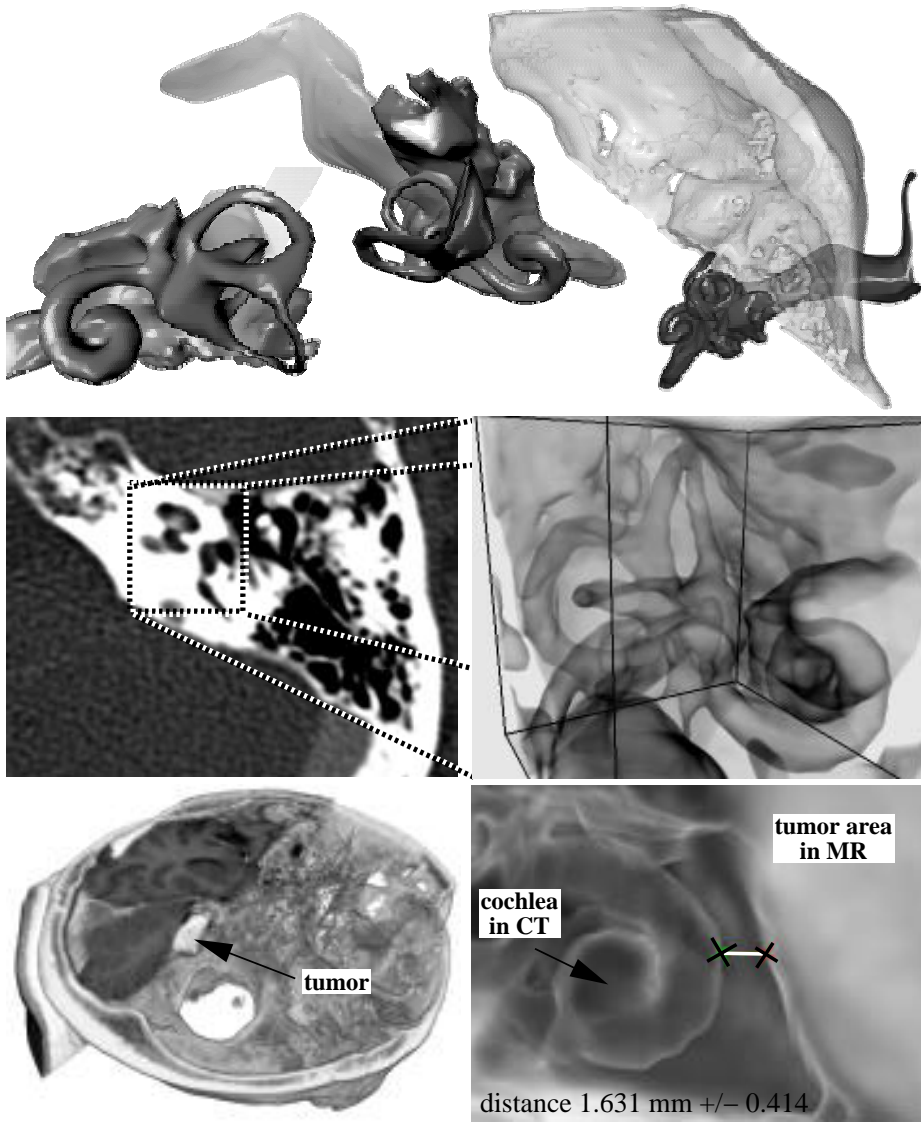 tumor area
in MR
cochlea
in CT
tumor
distance 1.631 mm +/− 0.414